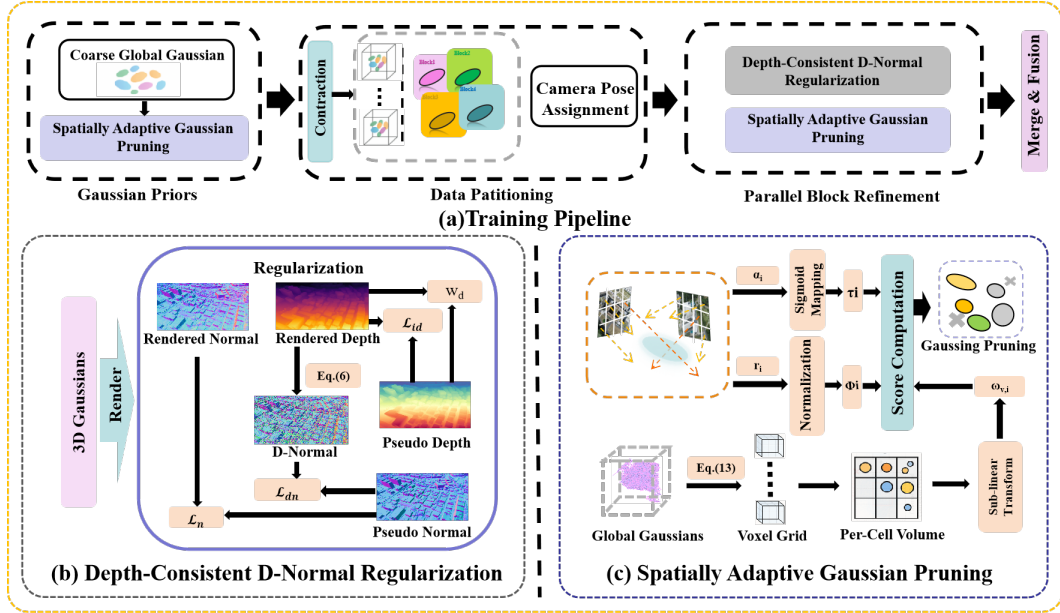 Coarse Global Gaussian
Spatially Adaptive Gaussian
Pruning
Gaussian Priors
Contraction
Block1
Block2
Block4
Camera Pose
Assignment
Data Patitioning
Depth-Consistent D-Normal
Regularization
Spatially Adaptive Gaussian
Pruning
Parallel Block Refinement
Merge & Fusion
(a)Training Pipeline
3D Gaussians
Render
Regularization
Rendered Normal
Rendered Depth
w_d
ℒ_id
Eq.(6)
D-Normal
Pseudo Depth
ℒ_dn
ℒ_n
Pseudo Normal
(b) Depth-Consistent D-Normal Regularization
α_i
Sigmoid
Mapping
τi
r_i
Normalization
Φi
Score Computation
Gaussing Pruning
ω_v,i
Global Gaussians
Eq.(13)
Voxel Grid
Per-Cell Volume
Sub-linear
Transform
(c) Spatially Adaptive Gaussian Pruning